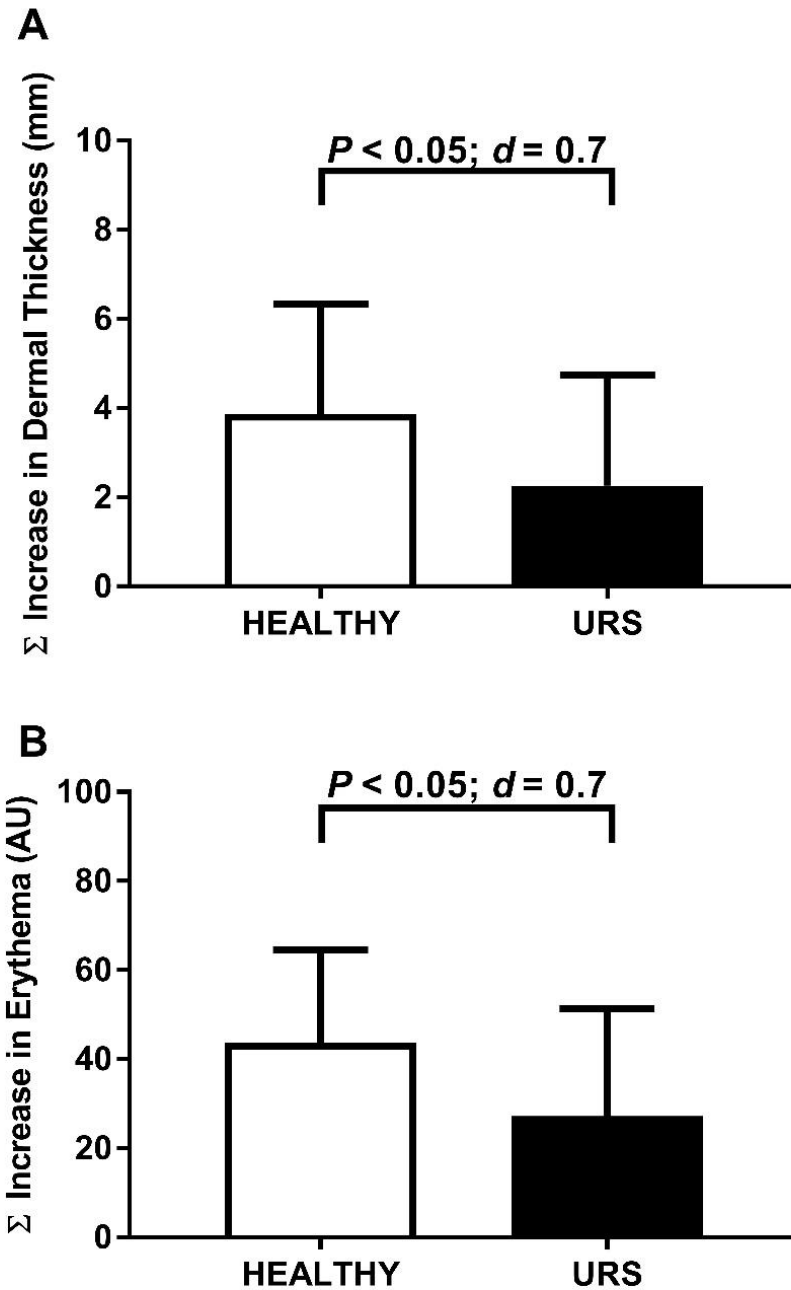 A
Σ Increase in Dermal Thickness (mm)
10
8
6
4
2
0
P < 0.05; d = 0.7
HEALTHY URS
B
Σ Increase in Erythema (AU)
100
80
60
40
20
0
P < 0.05; d = 0.7
HEALTHY URS